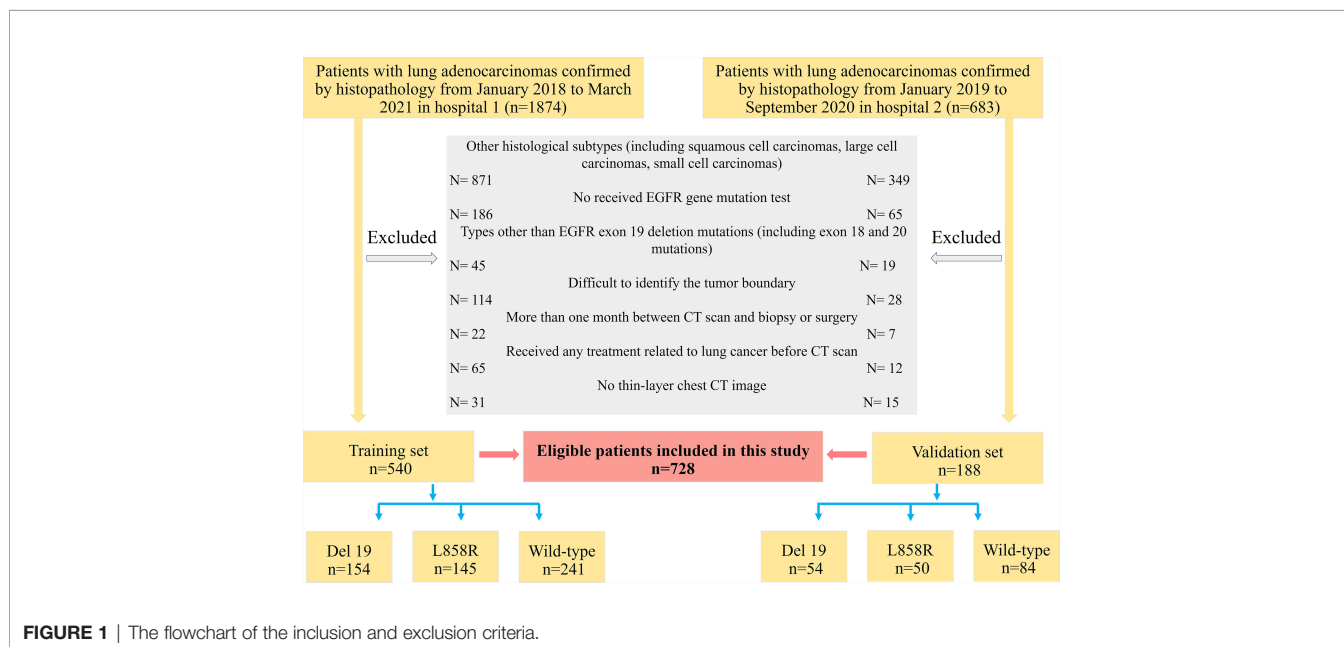 Patients with lung adenocarcinomas confirmed
by histopathology from January 2018 to March
2021 in hospital 1 (n=1874)
Patients with lung adenocarcinomas confirmed
by histopathology from January 2019 to
September 2020 in hospital 2 (n=683)
Other histological subtypes (including squamous cell carcinomas, large cell
carcinomas, small cell carcinomas)
N= 871
N= 349
No received EGFR gene mutation test
N= 186
N= 65
Excluded
Excluded
Types other than EGFR exon 19 deletion mutations (including exon 18 and 20
mutations)
N= 45
N= 19
Difficult to identify the tumor boundary
N= 114
N= 28
More than one month between CT scan and biopsy or surgery
N= 22
N= 7
Received any treatment related to lung cancer before CT scan
N= 65
N= 12
No thin-layer chest CT image
N= 31
N= 15
Training set
n=540
Eligible patients included in this study
n=728
Validation set
n=188
Del 19
n=154
L858R
n=145
Wild-type
n=241
Del 19
n=54
L858R
n=50
Wild-type
n=84
FIGURE 1 | The flowchart of the inclusion and exclusion criteria.